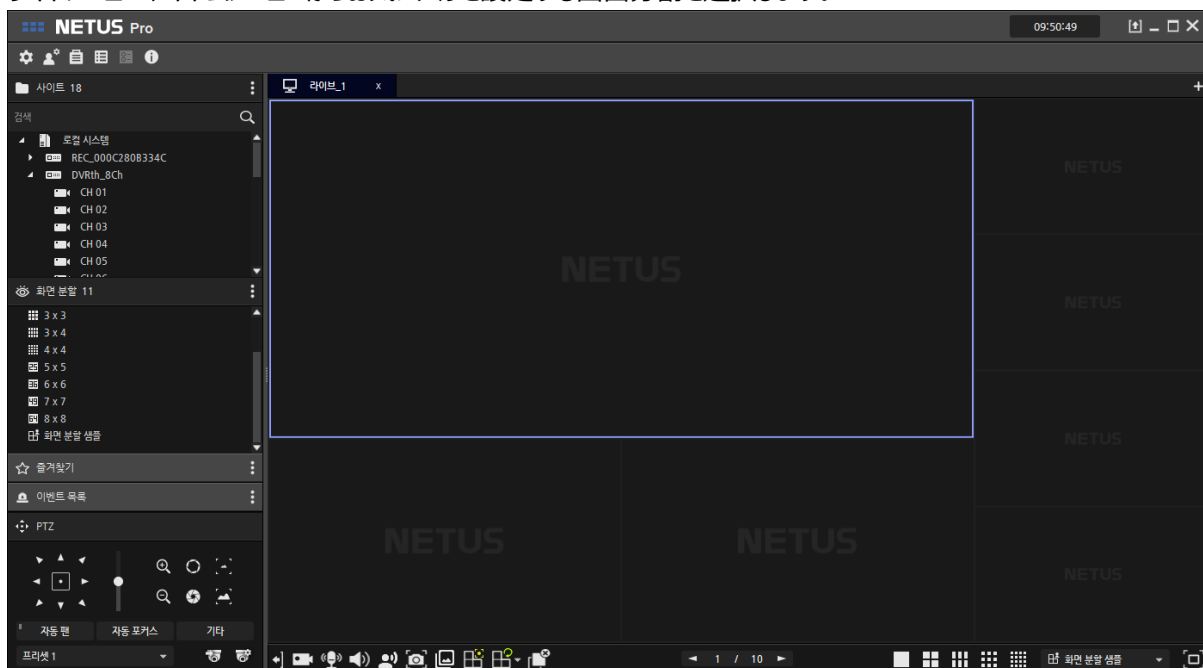 NETUS Pro
09:50:49
사이트 18
라이브_1 x
검색
로컬 시스템
REC_000C280B334C
DVRth_8Ch
CH 01
CH 02
CH 03
CH 04
CH 05
화면 분할 11
3 x 3
3 x 4
4 x 4
5 x 5
6 x 6
7 x 7
8 x 8
화면 분할 샘플
즐겨찾기
이벤트 목록
PTZ
자동 팬 자동 포커스 기타
프리셋 1
NETUS
NETUS
NETUS
NETUS
NETUS
NETUS
NETUS
1 / 10
화면 분할 샘플